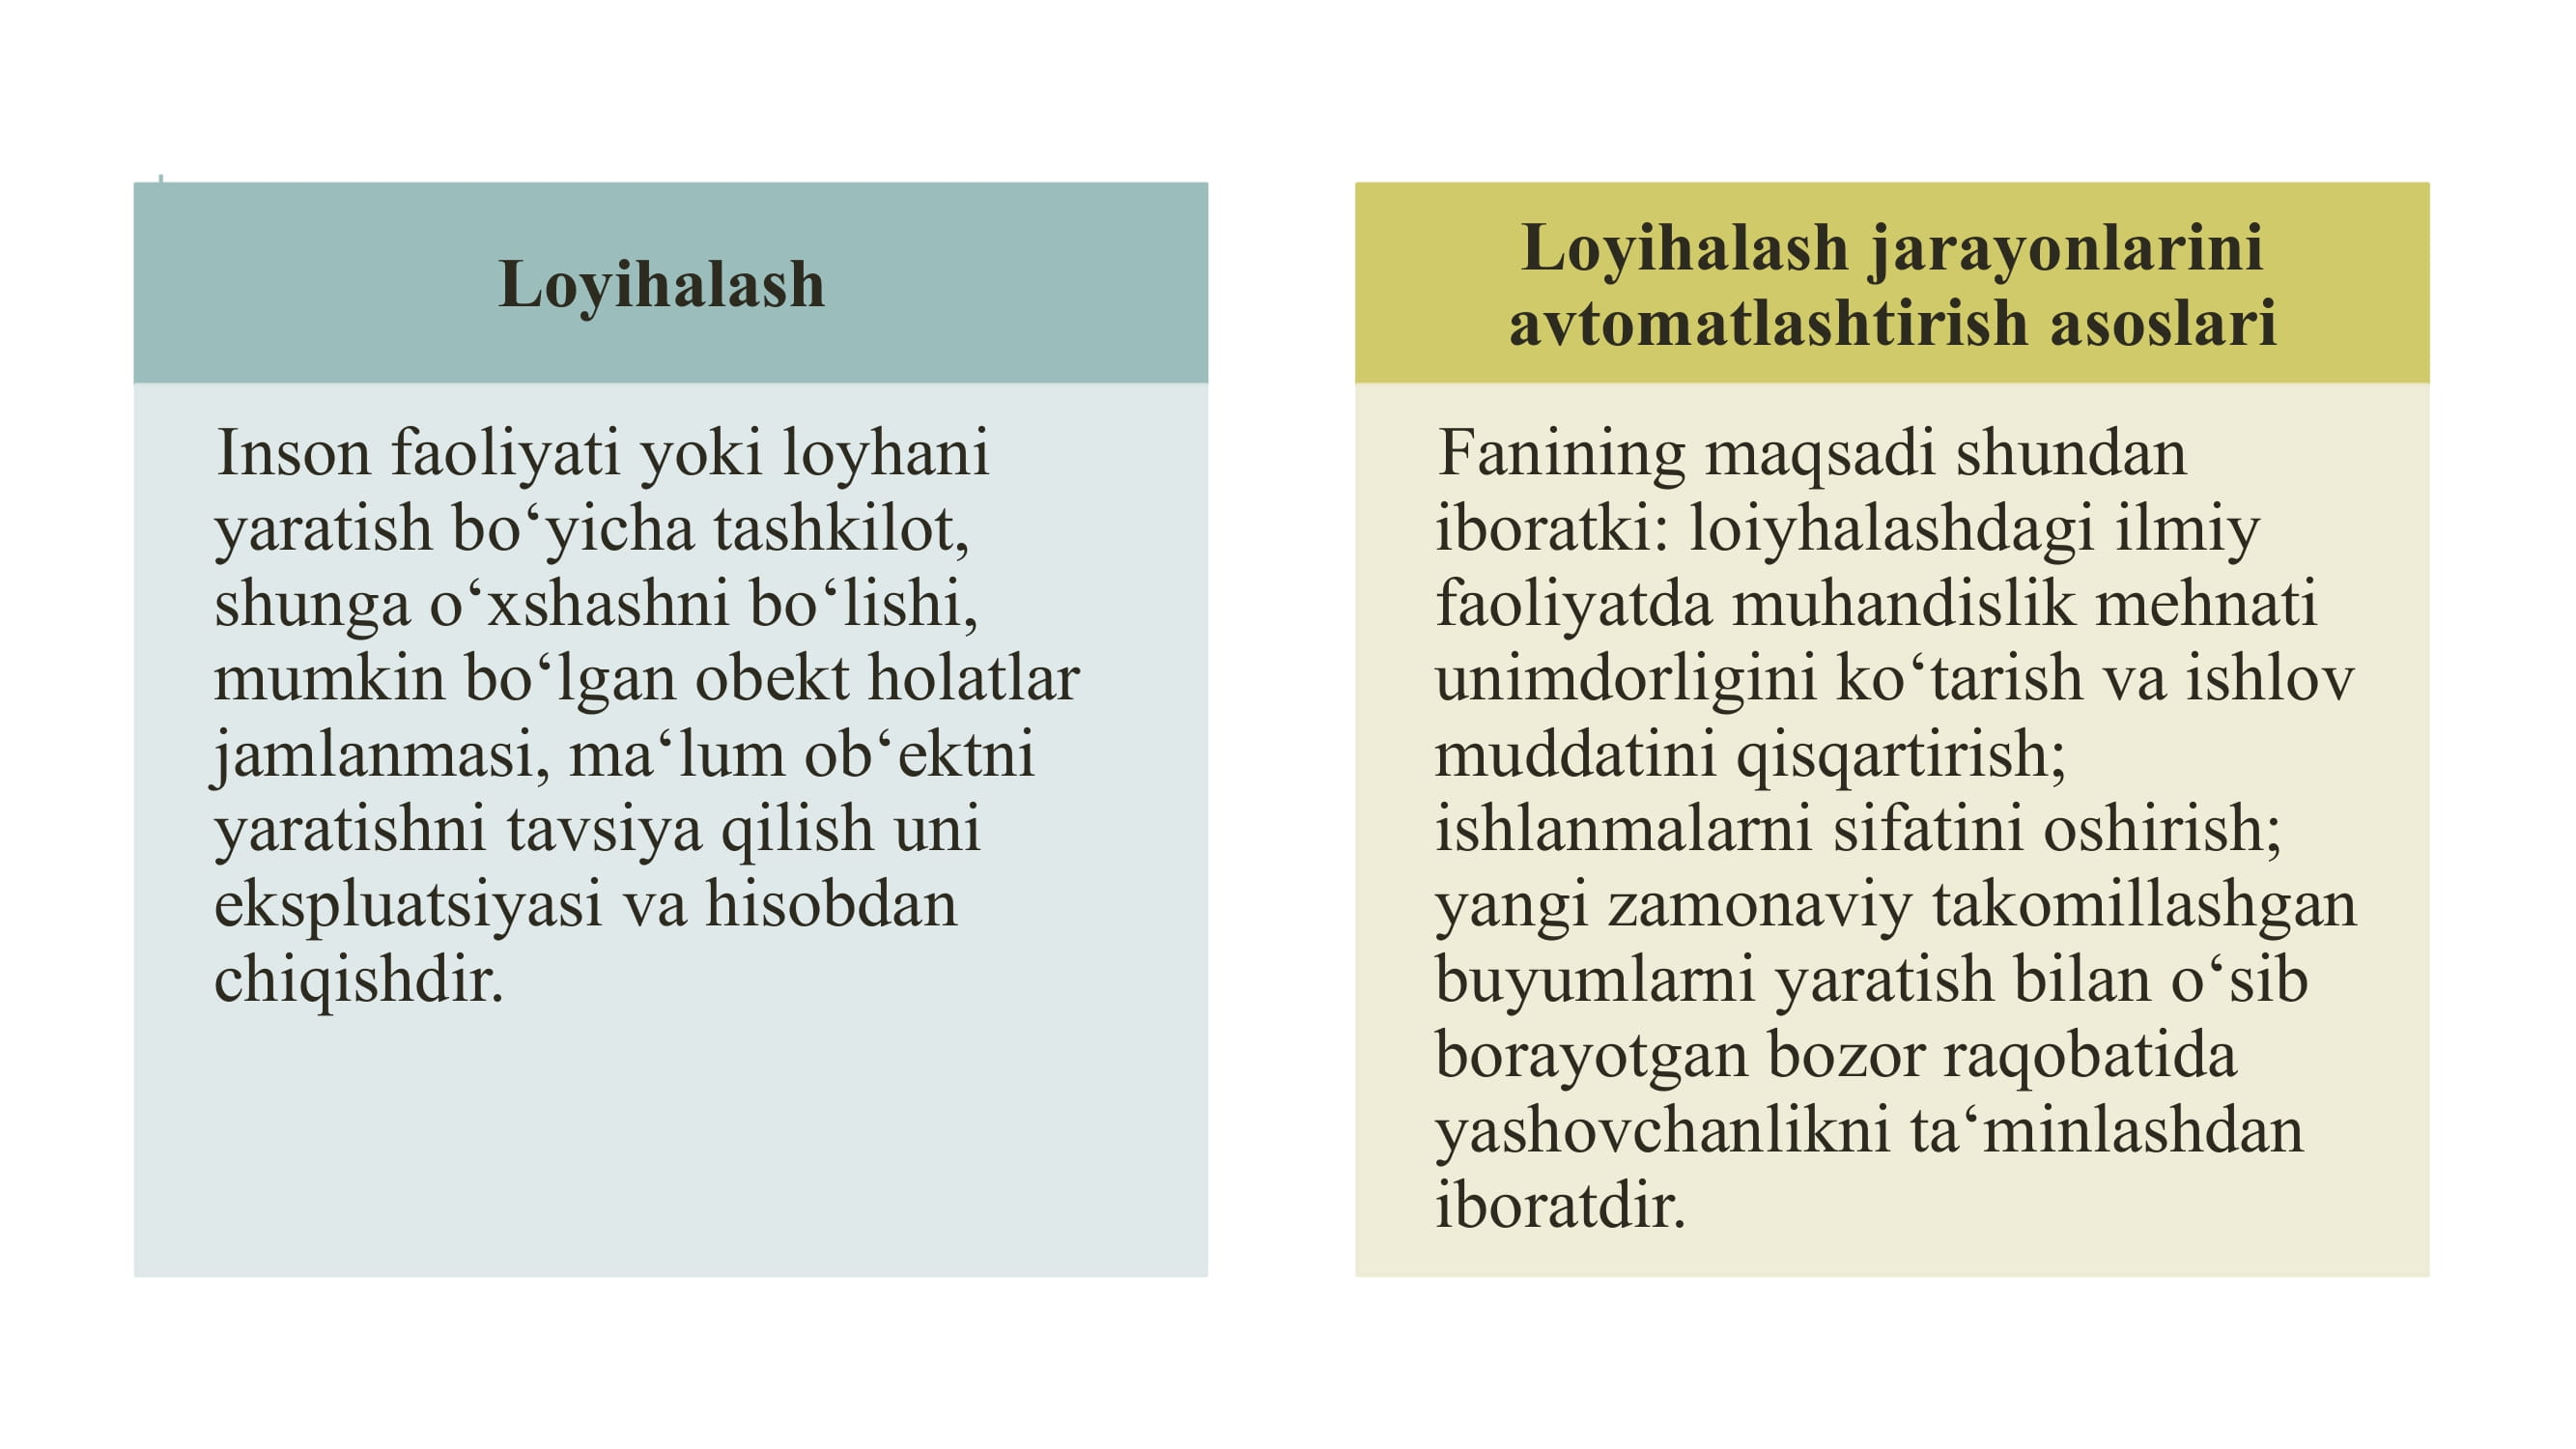 Loyihalash
Inson faoliyati yoki loyhani
yaratish bo‘yicha tashkilot,
shunga o‘xshashni bo‘lishi,
mumkin bo‘lgan obekt holatlar
jamlanmasi, ma‘lum ob‘ektni
yaratishni tavsiya qilish uni
ekspluatsiyasi va hisobdan
chiqishdir.
Loyihalash jarayonlarini
avtomatlashtirish asoslari
Fanining maqsadi shundan
iboratki: loiyhalashdagi ilmiy
faoliyatda muhandislik mehnati
unimdorligini ko‘tarish va ishlov
muddatini qisqartirish;
ishlanmalarni sifatini oshirish;
yangi zamonaviy takomillashgan
buyumlarni yaratish bilan o‘sib
borayotgan bozor raqobatida
yashovchanlikni ta‘minlashdan
iboratdir.